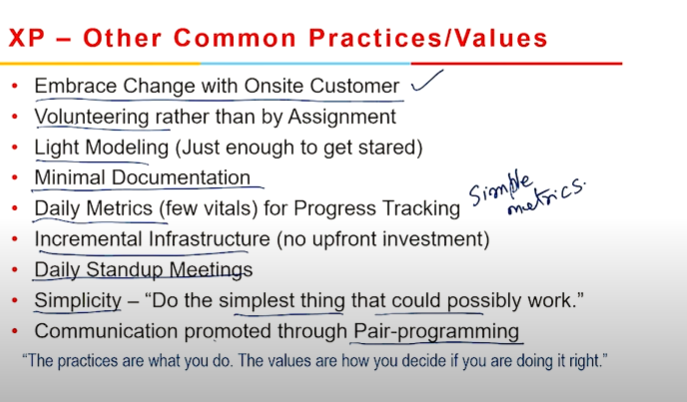 XP – Other Common Practices/Values
• Embrace Change with Onsite Customer ✓
• Volunteering rather than by Assignment
• Light Modeling (Just enough to get stared)
• Minimal Documentation
• Daily Metrics (few vitals) for Progress Tracking
Simple
metrics.
• Incremental Infrastructure (no upfront investment)
• Daily Standup Meetings
• Simplicity – “Do the simplest thing that could possibly work.”
• Communication promoted through Pair-programming
“The practices are what you do. The values are how you decide if you are doing it right.”